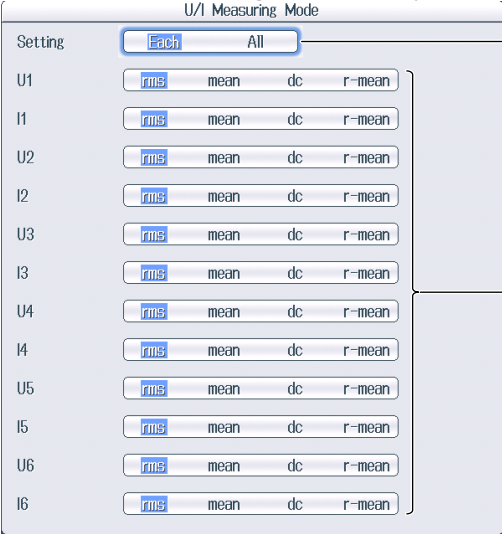 U/I Measuring Mode
Setting Each All
U1 rms mean dc r-mean
I1 rms mean dc r-mean
U2 rms mean dc r-mean
I2 rms mean dc r-mean
U3 rms mean dc r-mean
I3 rms mean dc r-mean
U4 rms mean dc r-mean
I4 rms mean dc r-mean
U5 rms mean dc r-mean
I5 rms mean dc r-mean
U6 rms mean dc r-mean
I6 rms mean dc r-mean